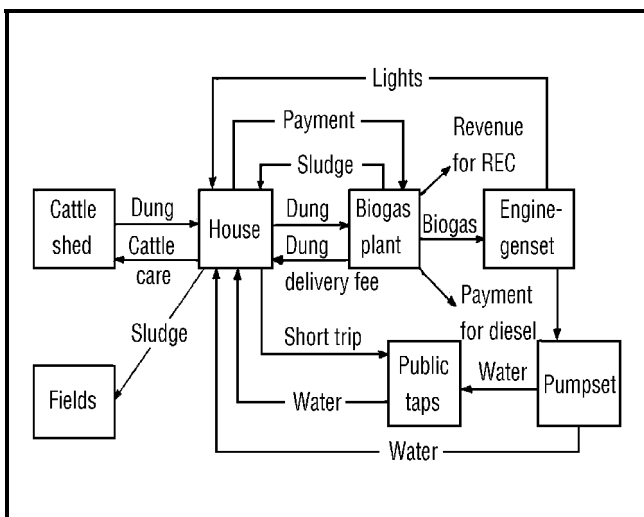 Lights
Payment
Revenue
for REC
Sludge
Cattle
shed
Dung
Cattle
care
House
Dung
Dung
delivery fee
Biogas
plant
Biogas
Engine-
genset
Payment
for diesel
Sludge
Short trip
Fields
Water
Public
taps
Water
Pumpset
Water